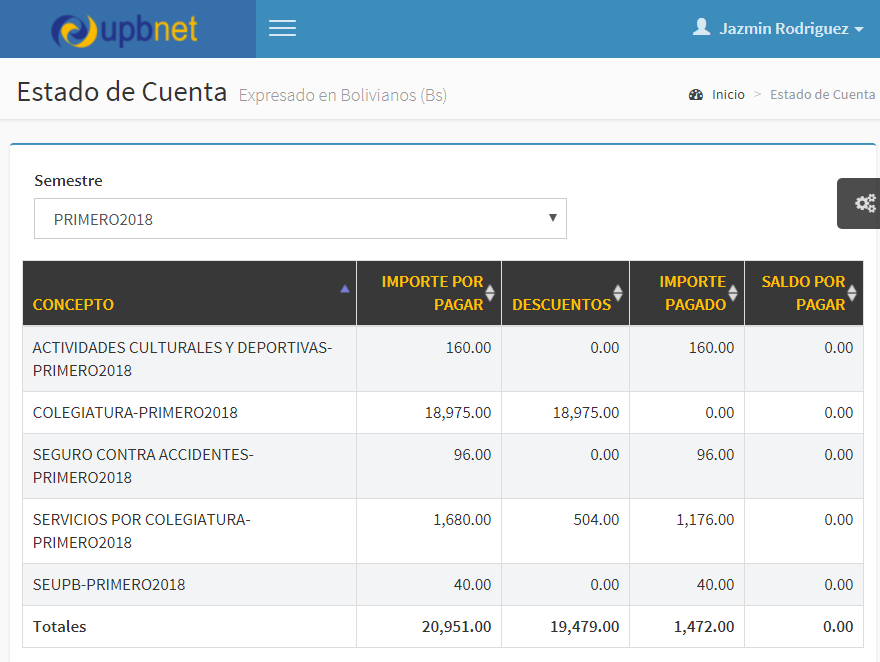 upbnet
Jazmin Rodriguez
Estado de Cuenta Expresado en Bolivianos (Bs)
Inicio > Estado de Cuenta
Semestre
PRIMERO2018
CONCEPTO IMPORTE POR PAGAR DESCUENTOS IMPORTE PAGADO SALDO POR PAGAR
ACTIVIDADES CULTURALES Y DEPORTIVAS- 160.00 0.00 160.00 0.00
PRIMERO2018
COLEGIATURA-PRIMERO2018 18,975.00 18,975.00 0.00 0.00
SEGURO CONTRA ACCIDENTES- 96.00 0.00 96.00 0.00
PRIMERO2018
SERVICIOS POR COLEGIATURA- 1,680.00 504.00 1,176.00 0.00
PRIMERO2018
SEUPB-PRIMERO2018 40.00 0.00 40.00 0.00
Totales 20,951.00 19,479.00 1,472.00 0.00